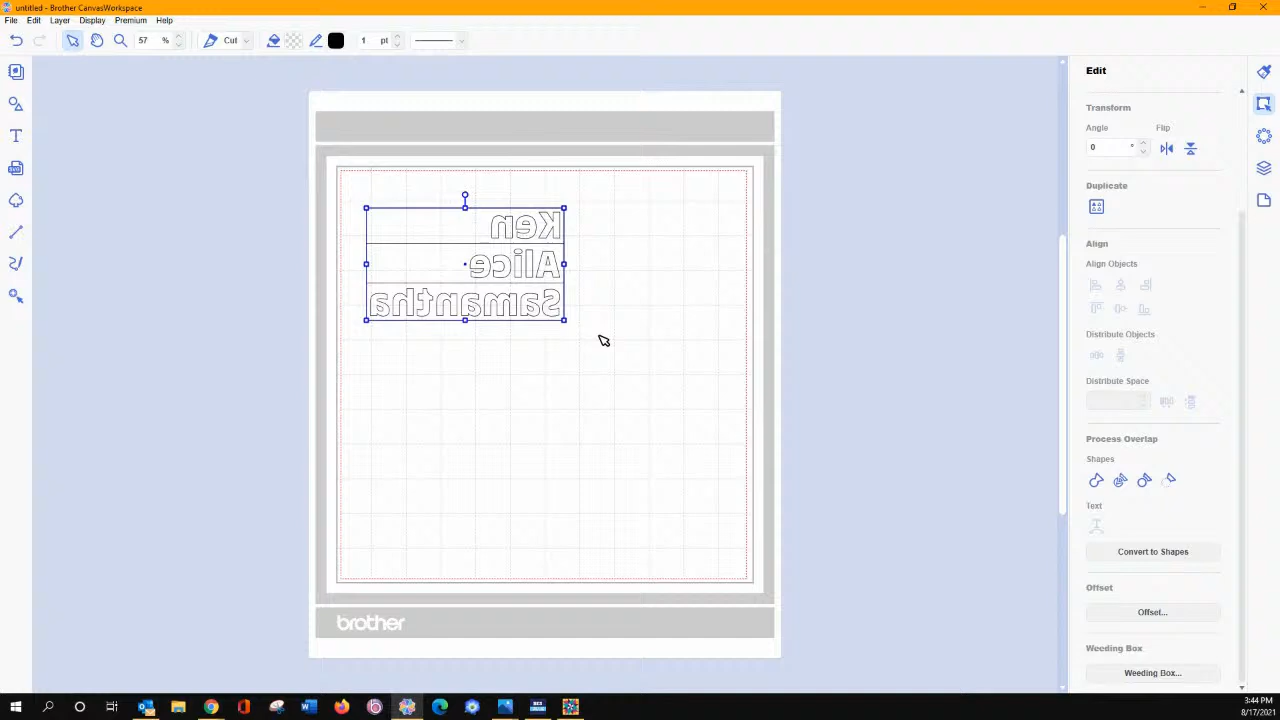 untitled - Brother CanvasWorkspace
File Edit Layer Display Premium Help
57 % Cut 1 pt
Edit
Transform
Angle Flip
0 °
Duplicate
Align
Align Objects
Distribute Objects
Distribute Space
Process Overlap
Shapes
Text
Convert to Shapes
Offset
Offset...
Weeding Box
Weeding Box...
Ken
Alice
Samantha
brother
3:44 PM
8/17/2021